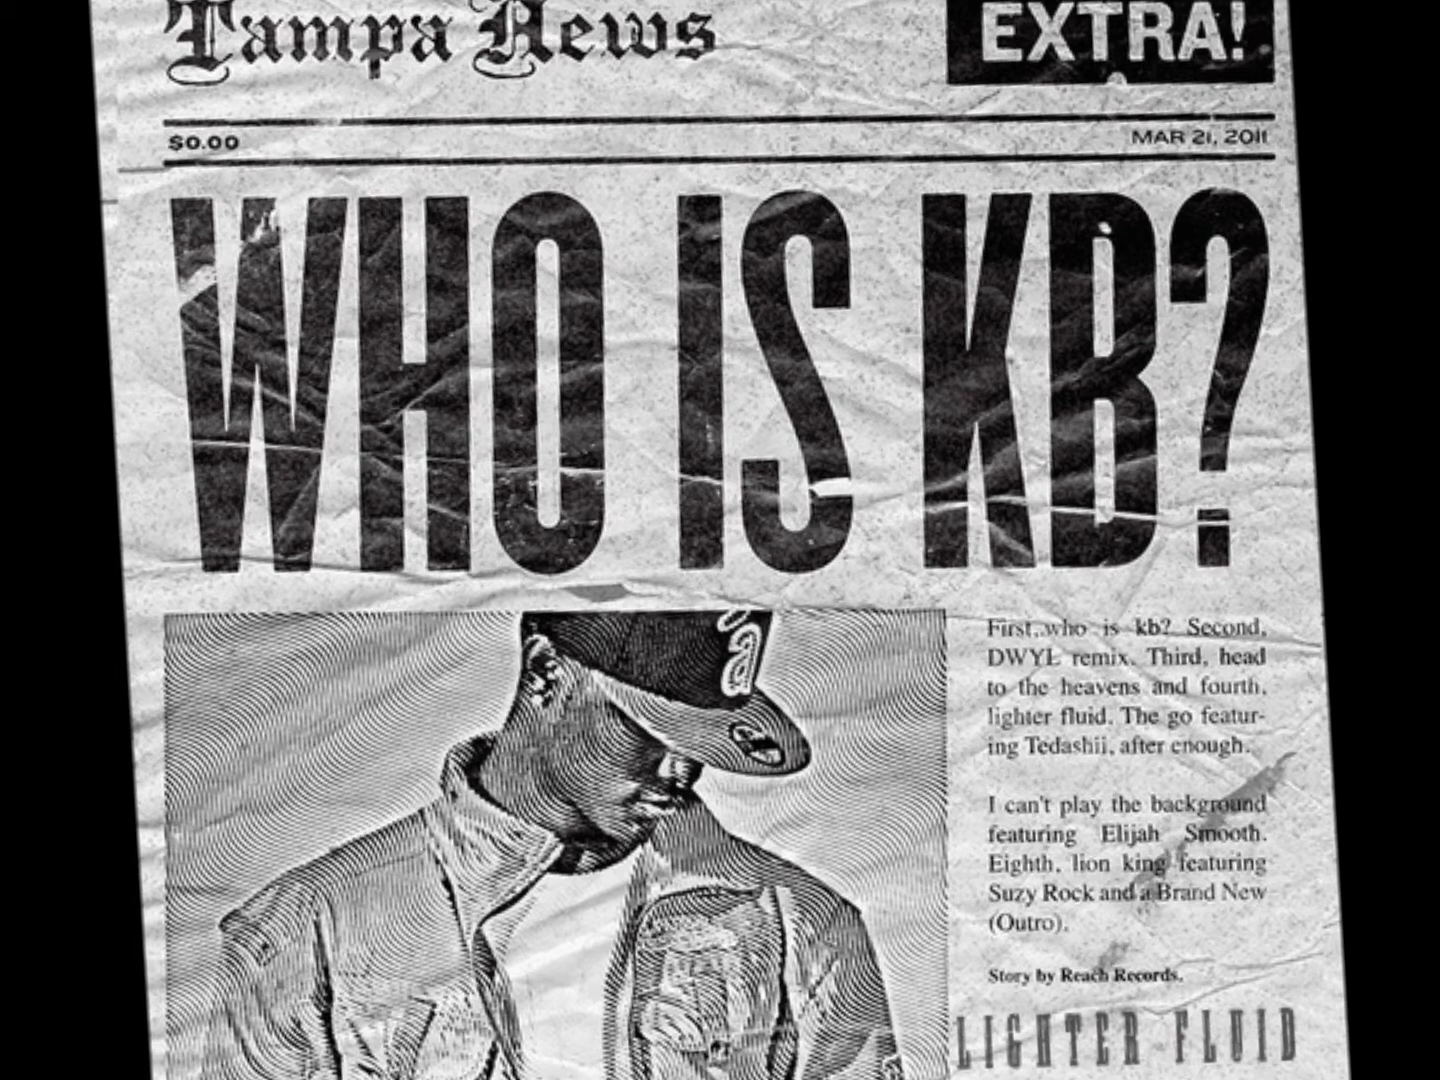 Tampa News
EXTRA!
$0.00
MAR 21, 2011
WHO IS KB?
First, who is kb? Second,
DWYL remix. Third, head
to the heavens and fourth,
lighter fluid. The go featur-
ing Tedashii, after enough.
I can't play the background
featuring Elijah Smooth.
Eighth, lion king featuring
Suzy Rock and a Brand New
(Outro).
Story by Reach Records.
LIGHTER FLUID